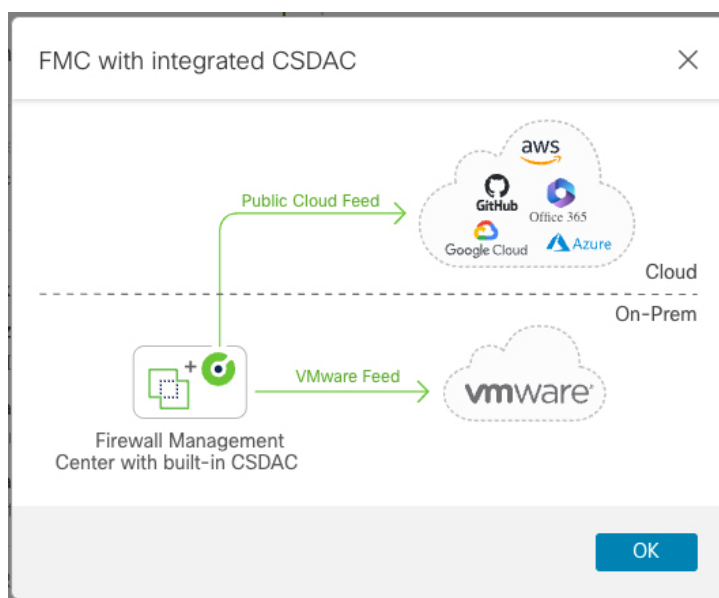 FMC with integrated CSDAC
aws
Public Cloud Feed
GitHub
Office 365
Google Cloud
Azure
Cloud
On-Prem
VMware Feed
vmware
Firewall Management
Center with built-in CSDAC
OK